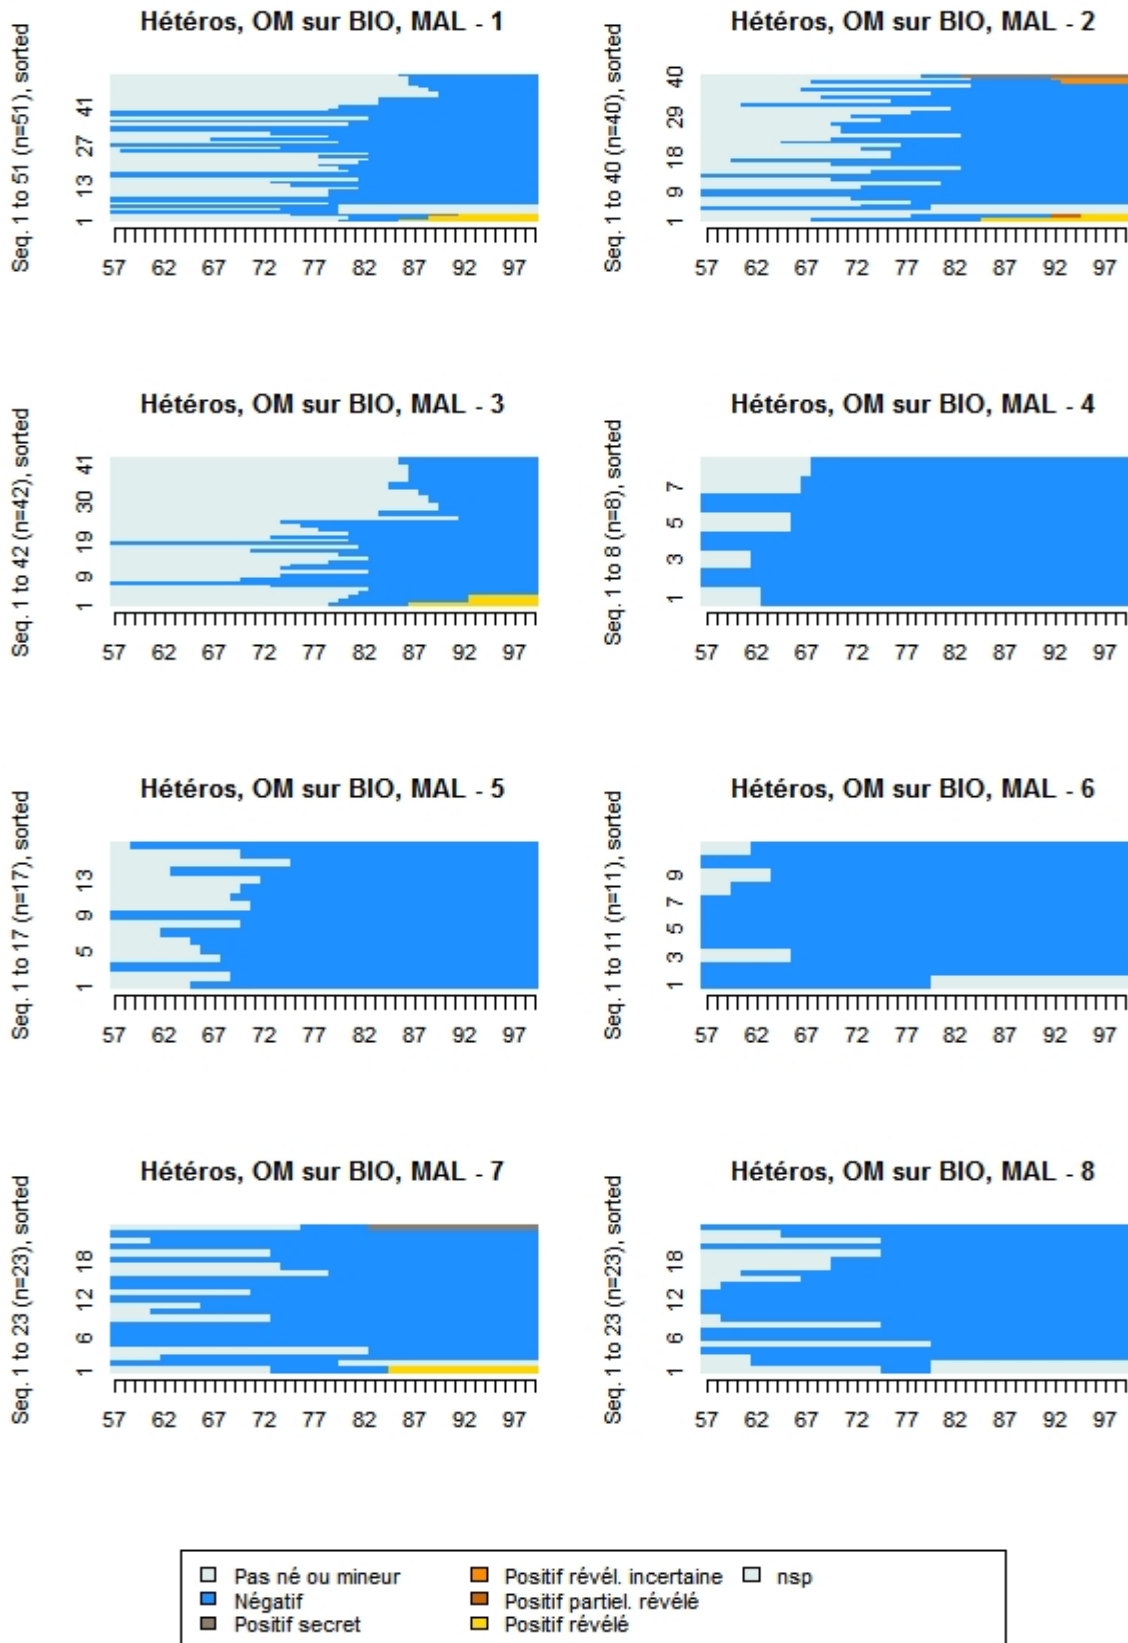 Hétéros, OM sur BIO, MAL - 1
Seq. 1 to 51 (n=51), sorted
1 13 27 41
57 62 67 72 77 82 87 92 97
Hétéros, OM sur BIO, MAL - 2
Seq. 1 to 40 (n=40), sorted
1 9 18 29 40
57 62 67 72 77 82 87 92 97
Hétéros, OM sur BIO, MAL - 3
Seq. 1 to 42 (n=42), sorted
1 9 19 30 41
57 62 67 72 77 82 87 92 97
Hétéros, OM sur BIO, MAL - 4
Seq. 1 to 8 (n=8), sorted
1 3 5 7
57 62 67 72 77 82 87 92 97
Hétéros, OM sur BIO, MAL - 5
Seq. 1 to 17 (n=17), sorted
1 5 9 13
57 62 67 72 77 82 87 92 97
Hétéros, OM sur BIO, MAL - 6
Seq. 1 to 11 (n=11), sorted
1 3 5 7 9
57 62 67 72 77 82 87 92 97
Hétéros, OM sur BIO, MAL - 7
Seq. 1 to 23 (n=23), sorted
1 6 12 18
57 62 67 72 77 82 87 92 97
Hétéros, OM sur BIO, MAL - 8
Seq. 1 to 23 (n=23), sorted
1 6 12 18
57 62 67 72 77 82 87 92 97
Pas né ou mineur
Négatif
Positif secret
Positif révél. incertaine
Positif partiel. révélé
Positif révélé
nsp